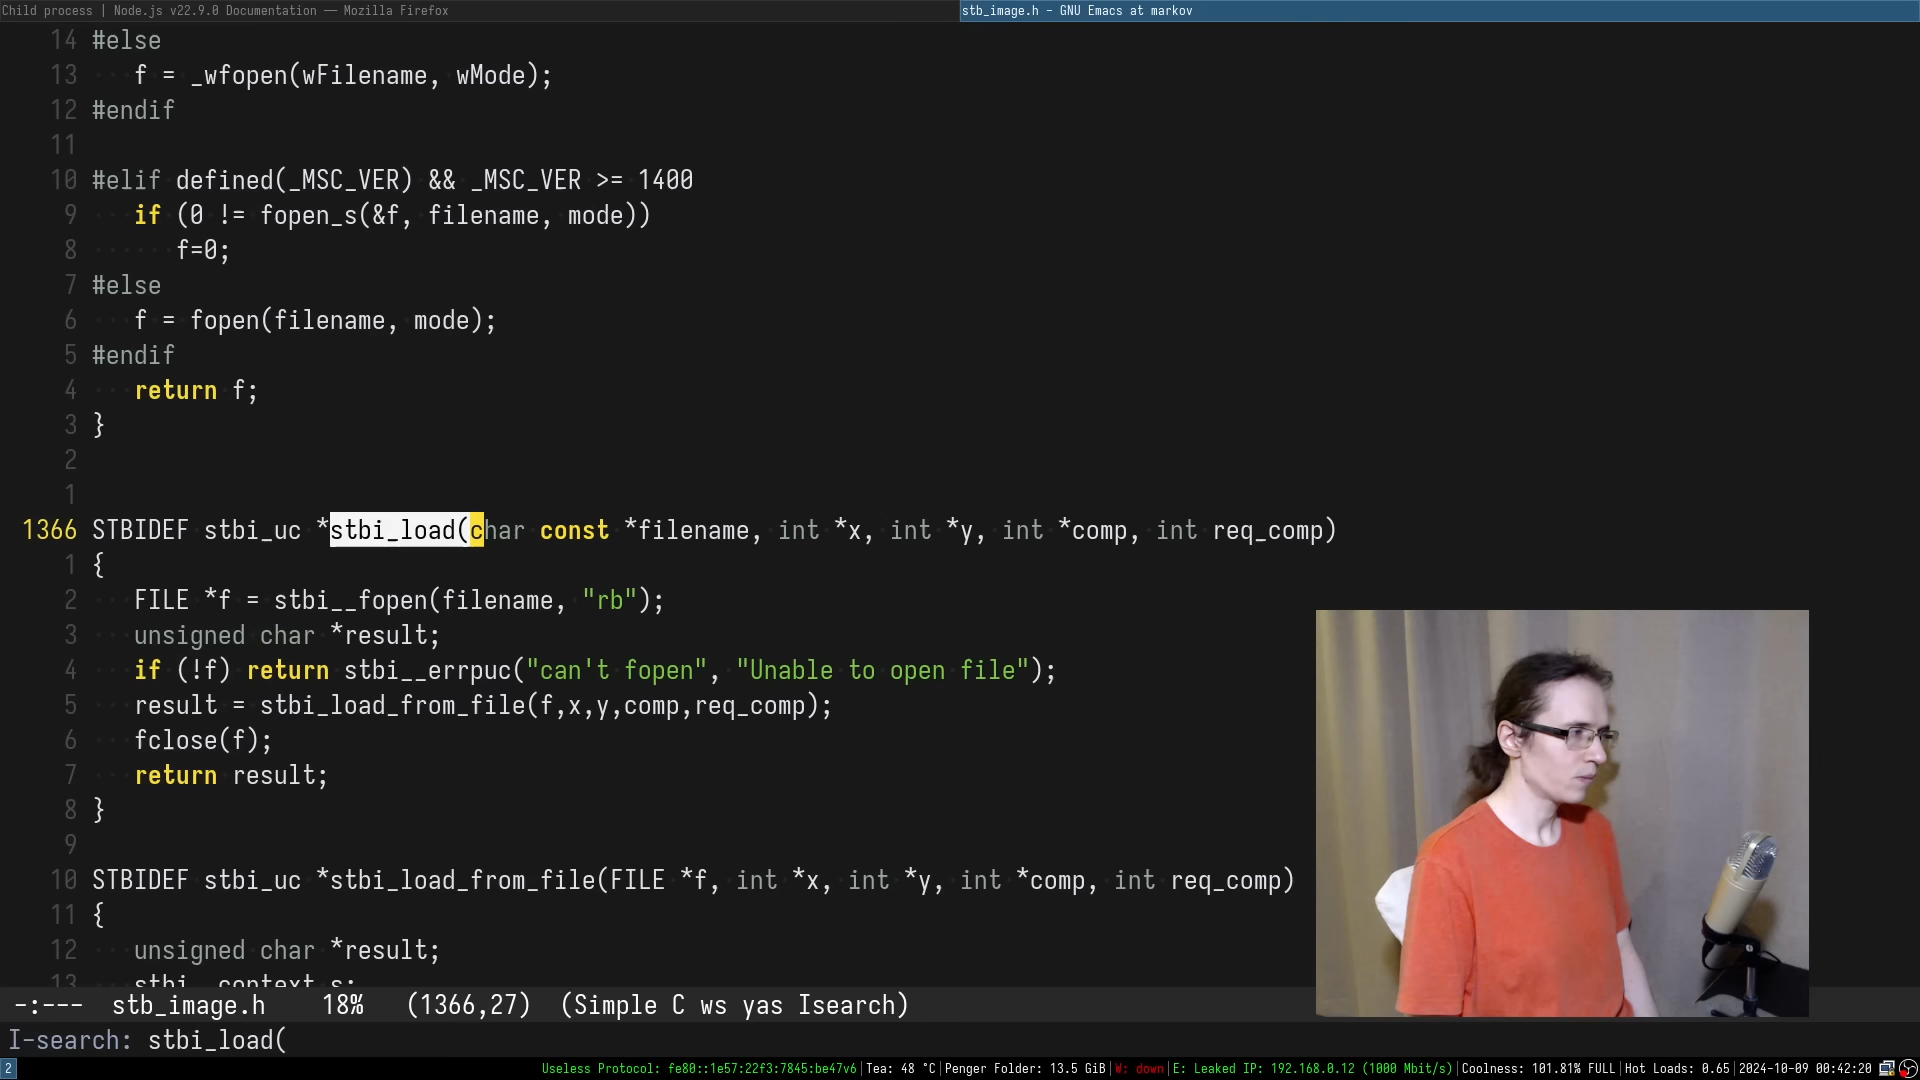 Child process | Node.js v22.9.0 Documentation — Mozilla Firefox
stb_image.h - GNU Emacs at markov
14 #else
13 f = _wfopen(wFilename, wMode);
12 #endif
11
10 #elif defined(_MSC_VER) && _MSC_VER >= 1400
9 if (0 != fopen_s(&f, filename, mode))
8 f=0;
7 #else
6 f = fopen(filename, mode);
5 #endif
4 return f;
3 }
2
1
1366 STBIDEF stbi_uc *stbi_load(char const *filename, int *x, int *y, int *comp, int req_comp)
1 {
2 FILE *f = stbi__fopen(filename, "rb");
3 unsigned char *result;
4 if (!f) return stbi__errpuc("can't fopen", "Unable to open file");
5 result = stbi_load_from_file(f,x,y,comp,req_comp);
6 fclose(f);
7 return result;
8 }
9
10 STBIDEF stbi_uc *stbi_load_from_file(FILE *f, int *x, int *y, int *comp, int req_comp)
11 {
12 unsigned char *result;
13 stbi__context s;
-:--- stb_image.h 18% (1366,27) (Simple C ws yas Isearch)
I-search: stbi_load(
2 Useless Protocol: fe80::1e57:22f3:7845:be47v6 | Tea: 48 °C | Penger Folder: 13.5 GiB | W: down | E: Leaked IP: 192.168.0.12 (1000 Mbit/s) | Coolness: 101.81% FULL | Hot Loads: 0.65 | 2024-10-09 00:42:20